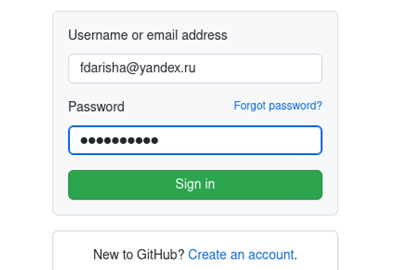 Username or email address
fdarisha@yandex.ru
Password Forgot password?
●●●●●●●●●●
Sign in
New to GitHub? Create an account.